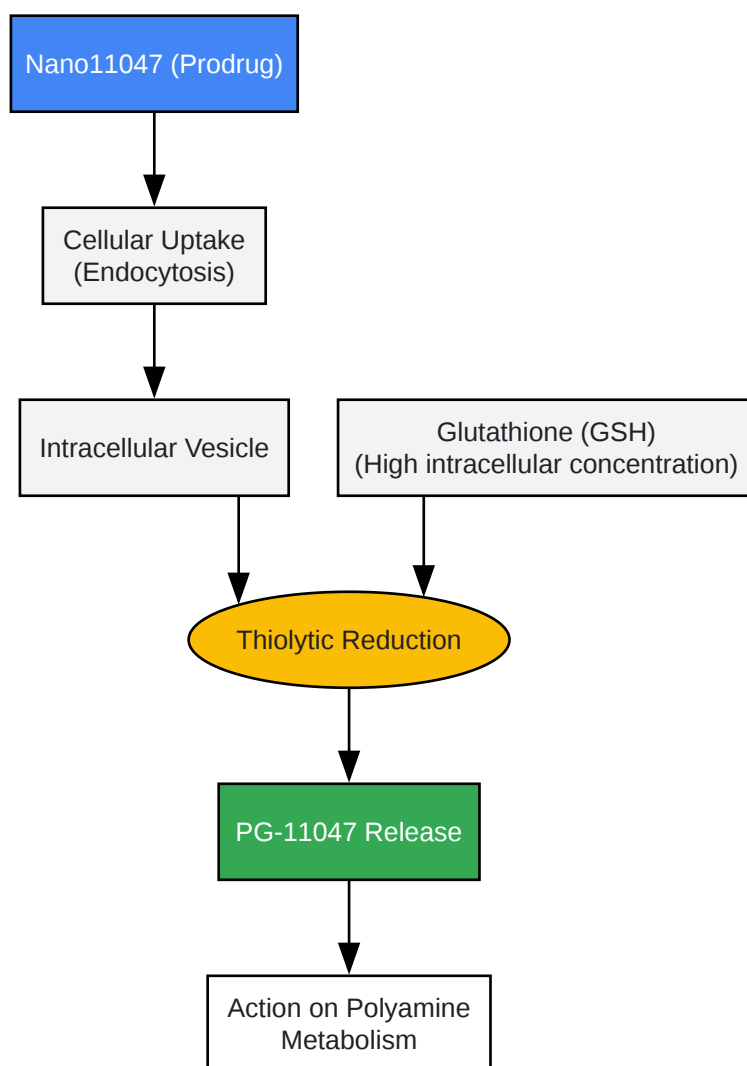 Nano11047 (Prodrug)
Cellular Uptake
(Endocytosis)
Intracellular Vesicle
Glutathione (GSH)
(High intracellular concentration)
Thiolytic Reduction
PG-11047 Release
Action on Polyamine
Metabolism